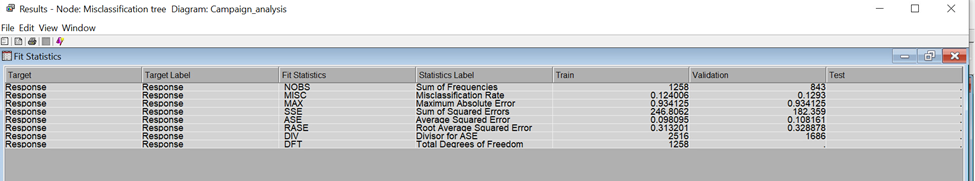 Results - Node: Misclassification tree Diagram: Campaign_analysis
File Edit View Window
Fit Statistics
Target Target Label Fit Statistics Statistics Label Train Validation Test
Response Response NOBS Sum of Frequencies 1258 843 .
Response Response MISC Misclassification Rate 0.124006 0.1293 .
Response Response MAX Maximum Absolute Error 0.934125 0.934125 .
Response Response SSE Sum of Squared Errors 246.8062 182.359 .
Response Response ASE Average Squared Error 0.098095 0.108161 .
Response Response RASE Root Average Squared Error 0.313201 0.328878 .
Response Response DIV Divisor for ASE 2516 1686 .
Response Response DFT Total Degrees of Freedom 1258 . .